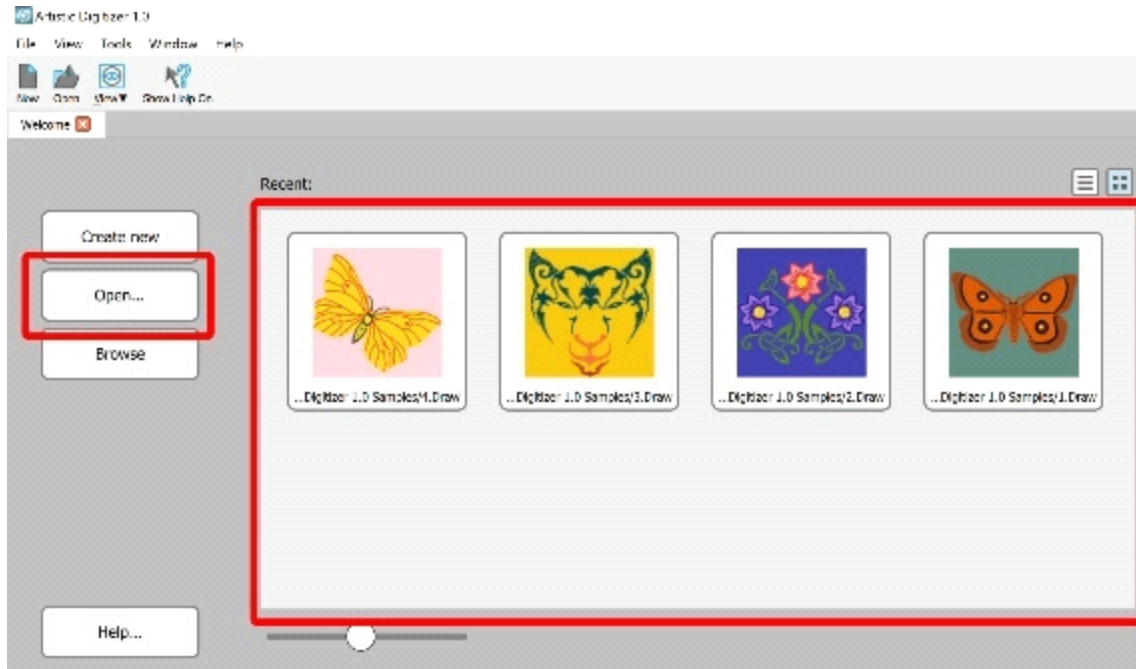 Artistic Digitizer 1.0
File View Tools Window Help
New Open View▼ Show Help On
Welcome
Recent:
Create new
Open...
Browse
...Digitizer 1.0 Samples/4.Draw
...Digitizer 1.0 Samples/3.Draw
...Digitizer 1.0 Samples/2.Draw
...Digitizer 1.0 Samples/1.Draw
Help...